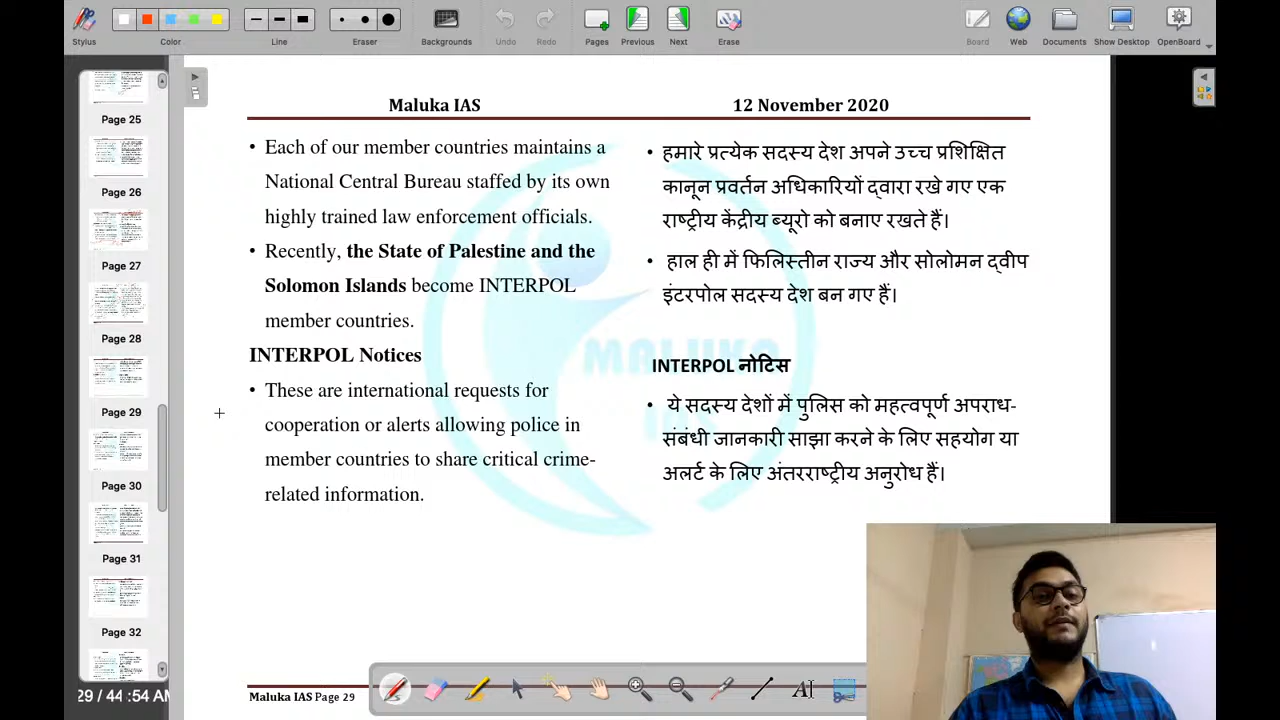 Stylus
Color
Line
Eraser
Backgrounds
Undo
Redo
Pages
Previous
Next
Erase
Board
Web
Documents
Show Desktop
OpenBoard
Page 25
Page 26
Page 27
Page 28
Page 29
Page 30
Page 31
Page 32
29 / 44 :54 AM
Maluka IAS
12 November 2020
• Each of our member countries maintains a
National Central Bureau staffed by its own
highly trained law enforcement officials.
• Recently, the State of Palestine and the
Solomon Islands become INTERPOL
member countries.
INTERPOL Notices
• These are international requests for
cooperation or alerts allowing police in
member countries to share critical crime-
related information.
• हमारे प्रत्येक सदस्य देश अपने उच्च प्रशिक्षित
कानून प्रवर्तन अधिकारियों द्वारा रखे गए एक
राष्ट्रीय केंद्रीय ब्यूरो को बनाए रखते हैं।
• हाल ही में फिलिस्तीन राज्य और सोलोमन द्वीप
इंटरपोल सदस्य देश बन गए हैं।
INTERPOL नोटिस
• ये सदस्य देशों में पुलिस को महत्वपूर्ण अपराध-
संबंधी जानकारी साझा करने के लिए सहयोग या
अलर्ट के लिए अंतरराष्ट्रीय अनुरोध हैं।
MALUKA
IAS
Maluka IAS Page 29